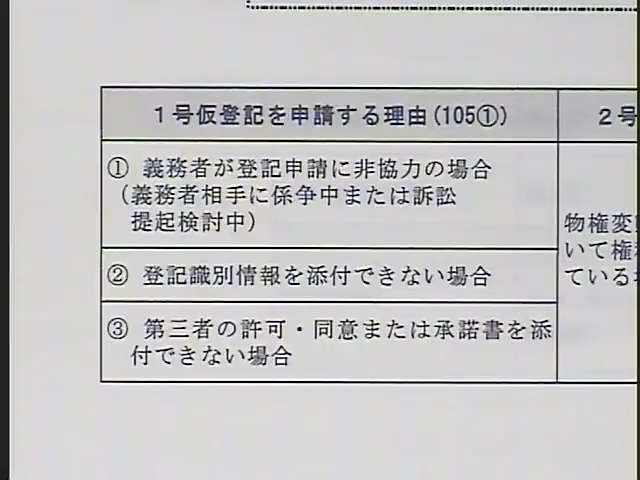 1号仮登記を申請する理由(105①)
① 義務者が登記申請に非協力の場合
(義務者相手に係争中または訴訟
提起検討中)
② 登記識別情報を添付できない場合
③ 第三者の許可・同意または承諾書を添
付できない場合
2号
物権変
いて権
ている